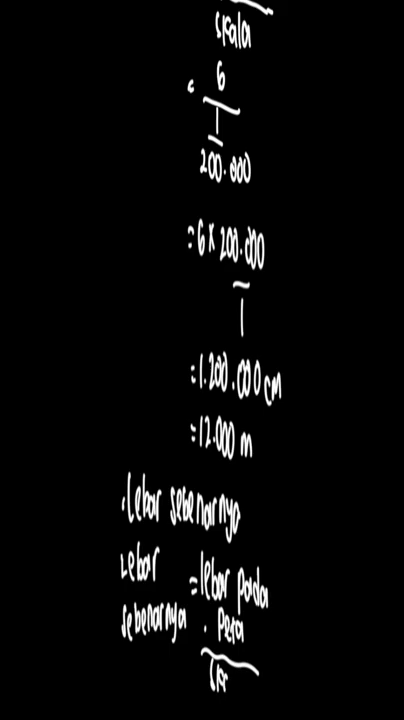 skala
= 6
1
200.000
= 6 x 200.000
1
= 1.200.000 cm
= 12.000 m
. lebar sebenarnya
Lebar = lebar pada
sebenarnya . peta